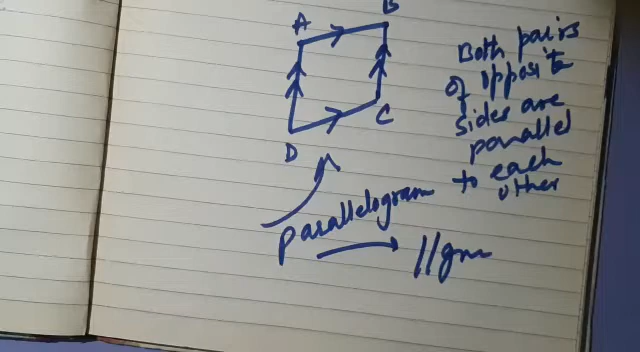 A
B
C
D
Both pairs
of opposite
sides are
parallel
to each
other
parallelogram
//gm